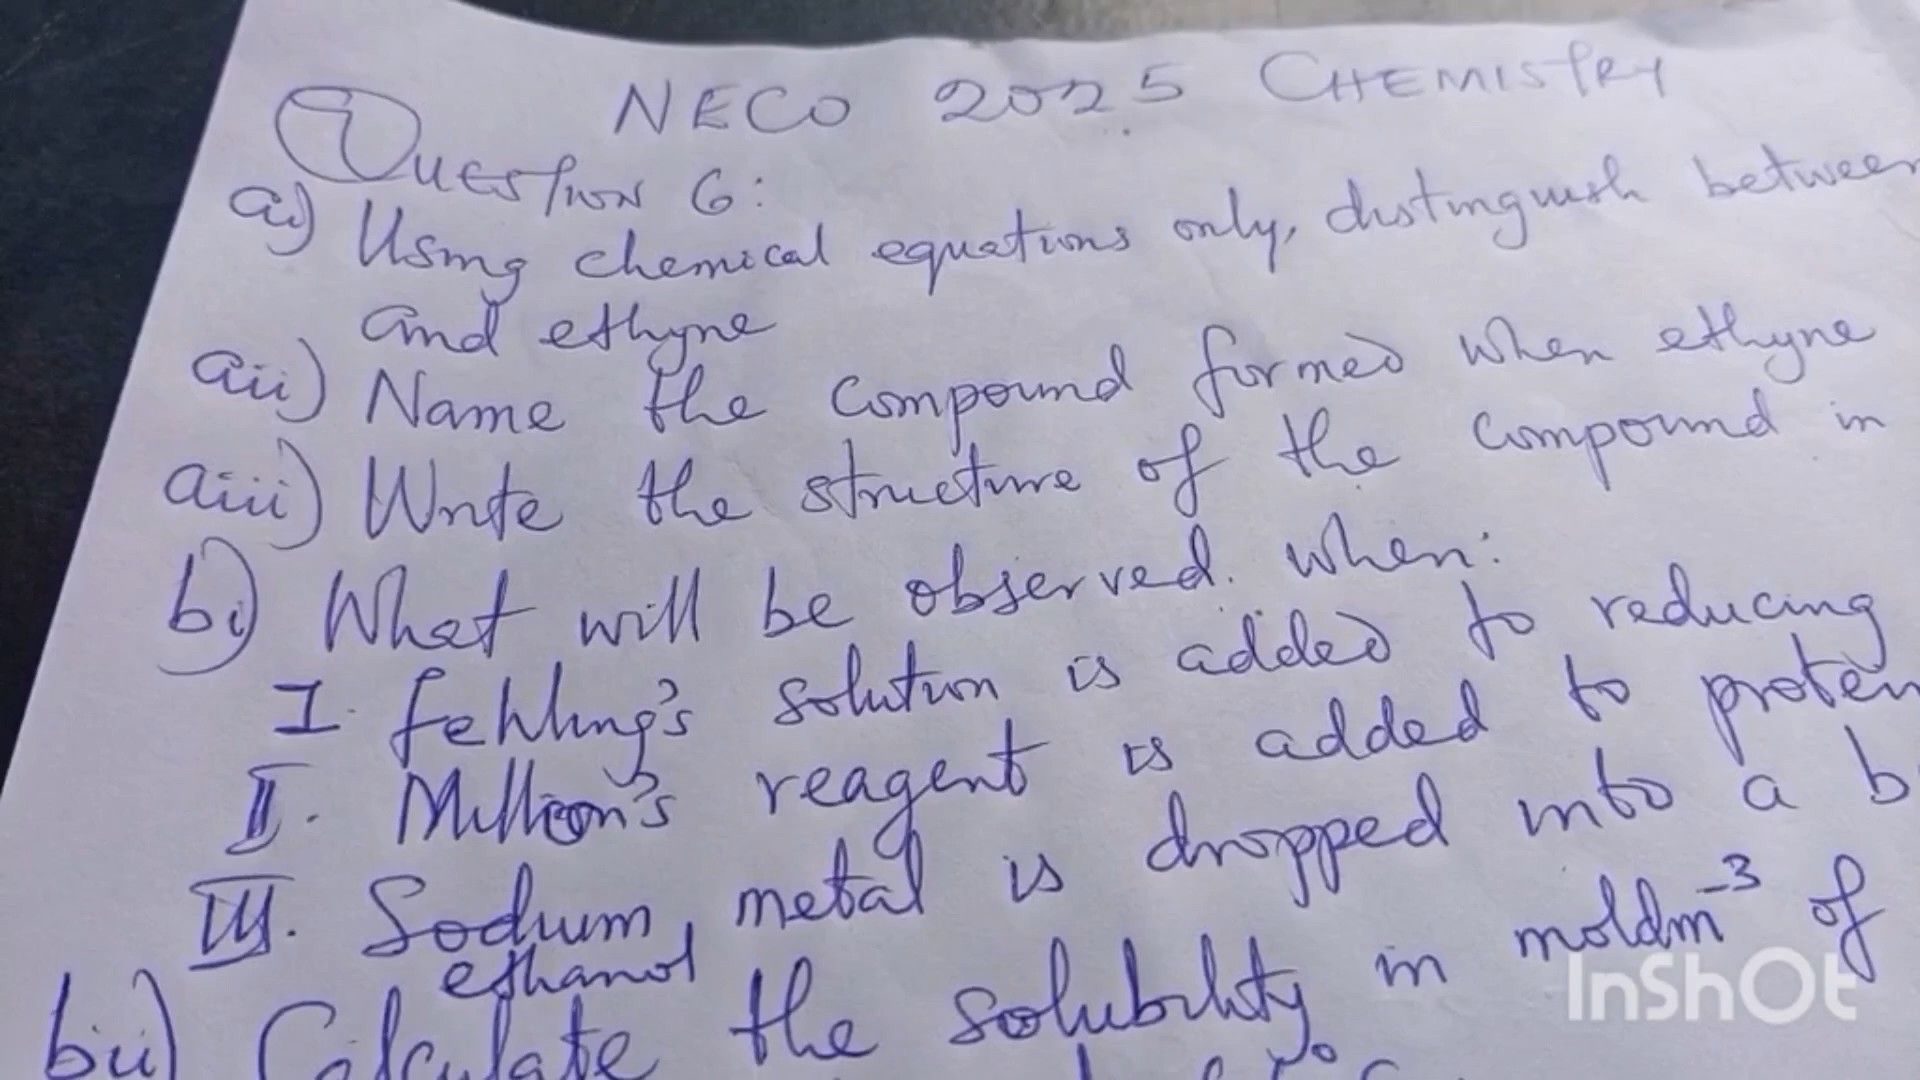 NECO 2025 CHEMISTRY
Question 6:
ai) Using chemical equations only, distinguish between
and ethyne
aii) Name the compound formed when ethyne
aiii) Write the structure of the compound in
bi) What will be observed when:
I. Fehling's solution is added to reducing
II. Million's reagent is added to protein
III. Sodium metal is dropped into a b
ethanol
bii) Calculate the solubility in moldm⁻³ of
InShOt